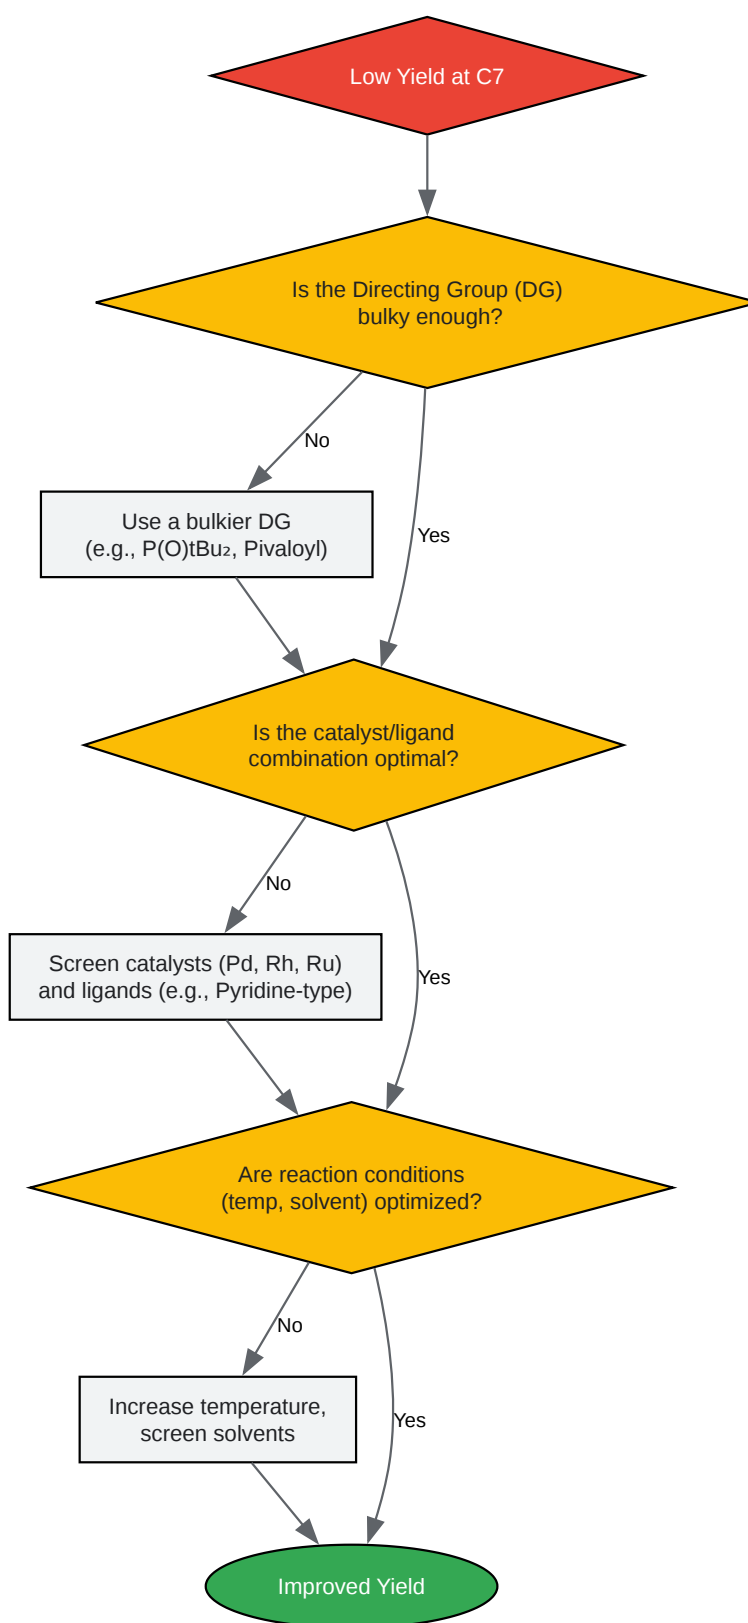 Low Yield at C7
Is the Directing Group (DG)
bulky enough?
No
Use a bulkier DG
(e.g., P(O)tBu₂, Pivaloyl)
Yes
Is the catalyst/ligand
combination optimal?
No
Screen catalysts (Pd, Rh, Ru)
and ligands (e.g., Pyridine-type)
Yes
Are reaction conditions
(temp, solvent) optimized?
No
Increase temperature,
screen solvents
Yes
Improved Yield